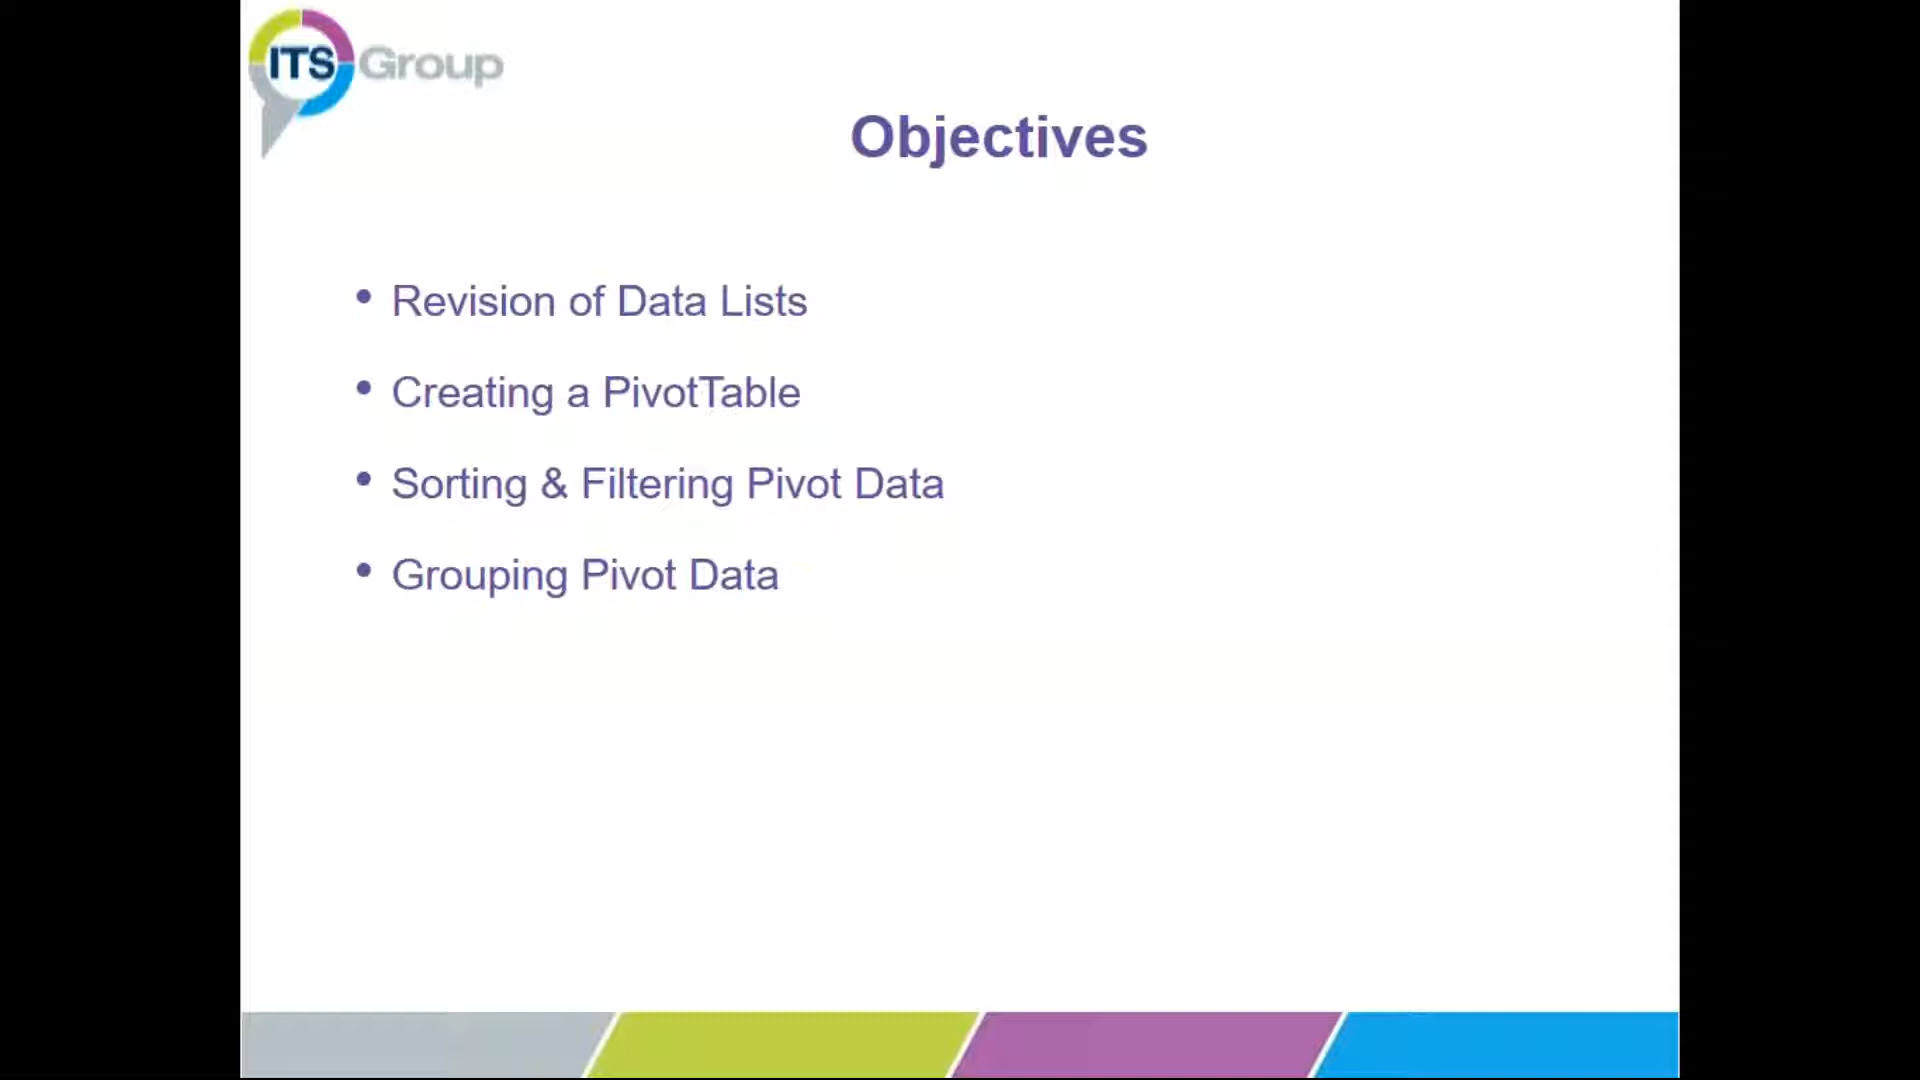 ITS Group
Objectives
• Revision of Data Lists
• Creating a PivotTable
• Sorting & Filtering Pivot Data
• Grouping Pivot Data